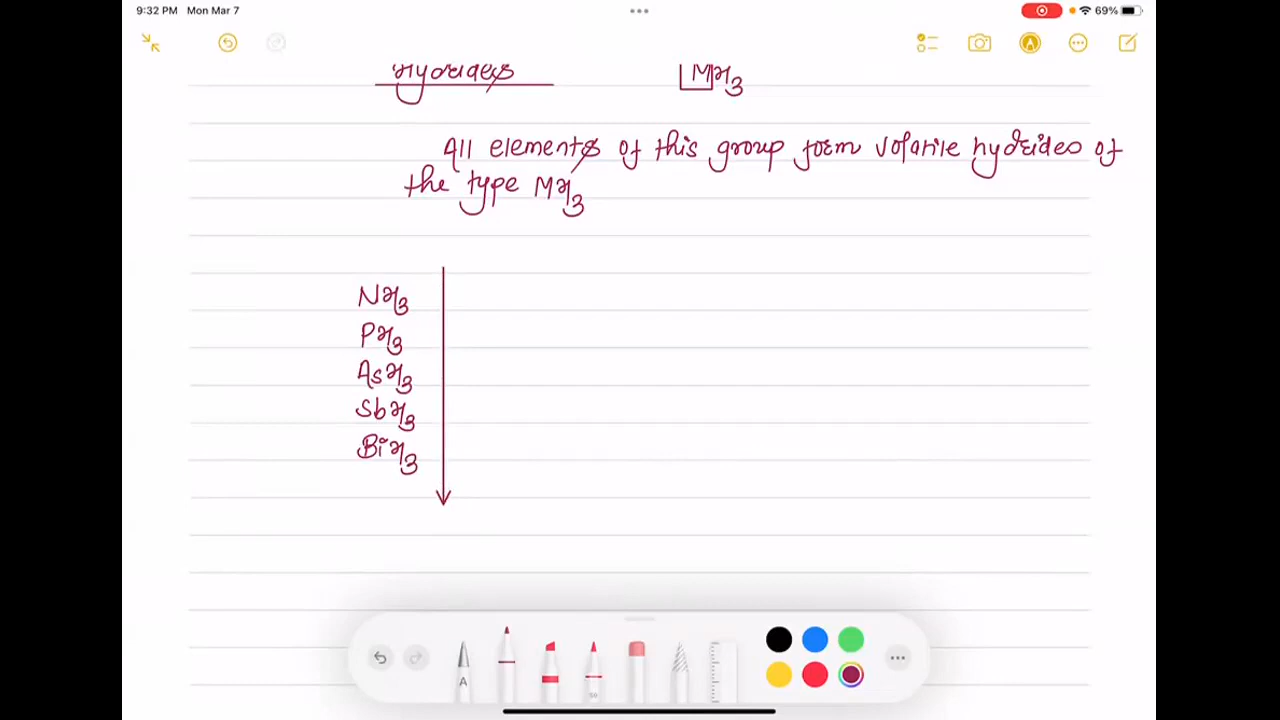 9:32 PM Mon Mar 7
69%
Hydrides MH3
All elements of this group form volatile hydrides of
the type MH3
NH3
PH3
AsH3
SbH3
BiH3
A
50